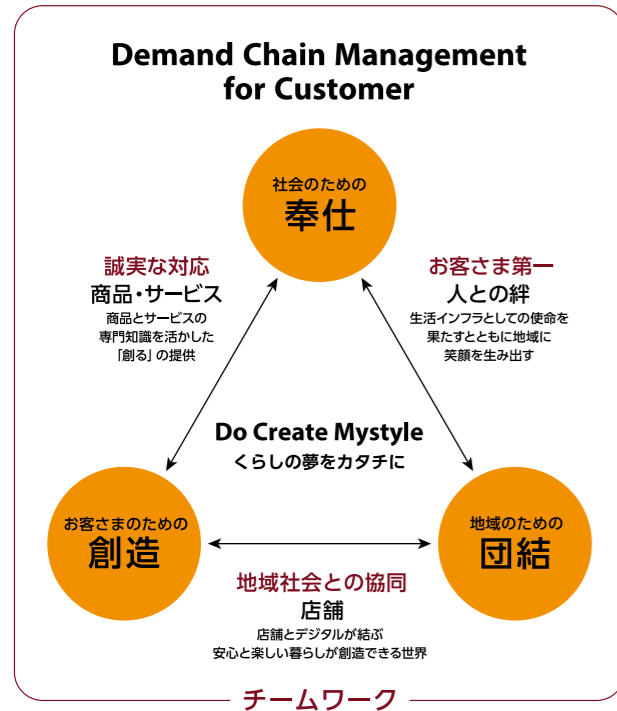 Demand Chain Management
for Customer
社会のための
奉仕
誠実な対応
商品・サービス
商品とサービスの
専門知識を活かした
「創る」の提供
お客さま第一
人との絆
生活インフラとしての使命を
果たすとともに地域に
笑顔を生み出す
Do Create Mystyle
くらしの夢をカタチに
お客さまのための
創造
地域のための
団結
地域社会との協同
店舗
店舗とデジタルが結ぶ
安心と楽しい暮らしが創造できる世界
チームワーク